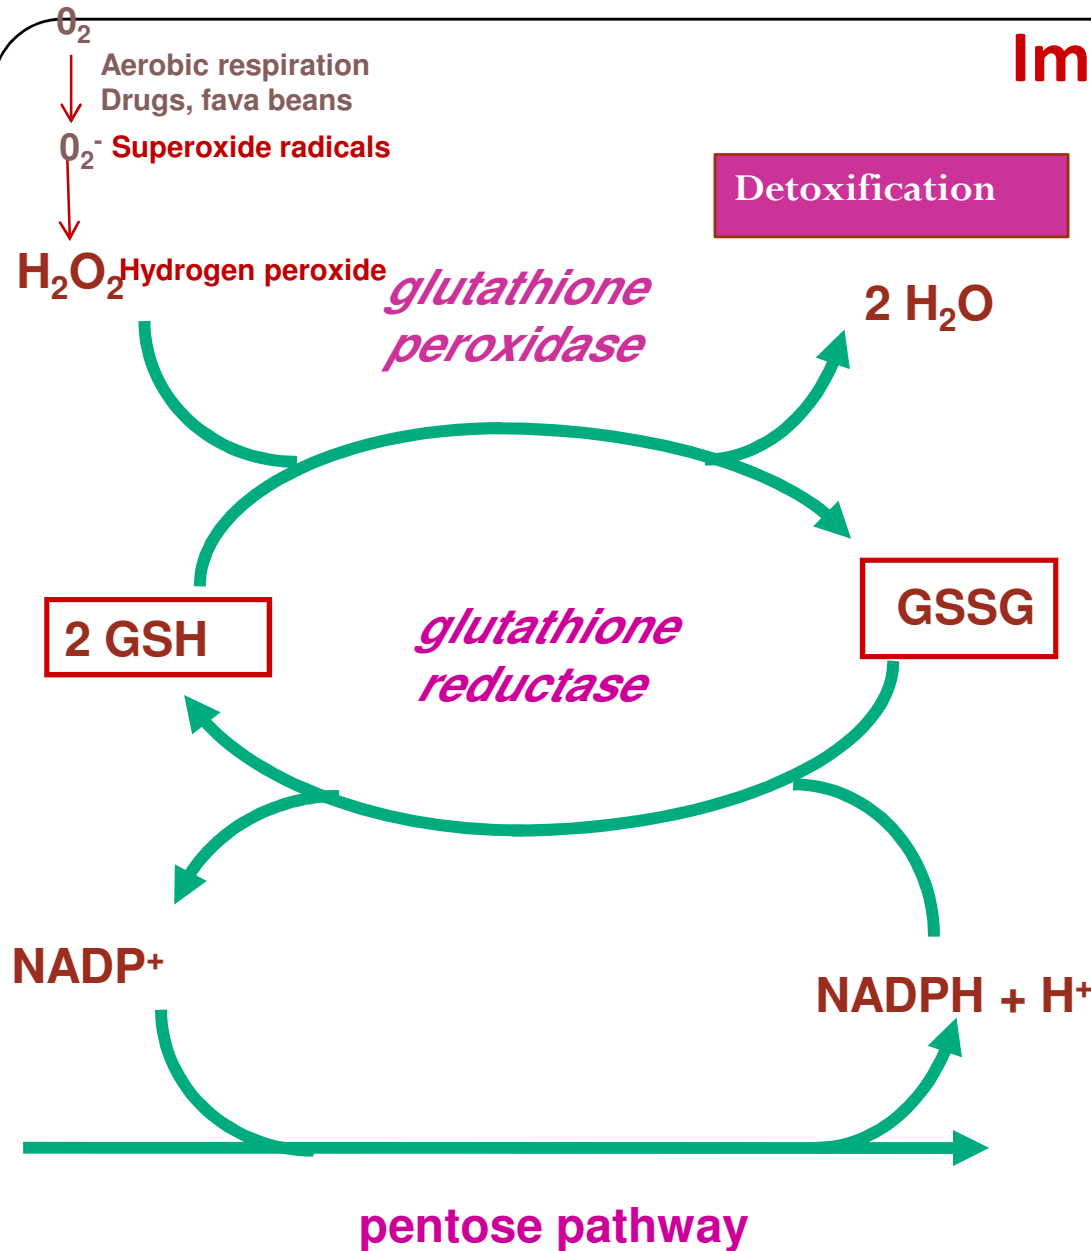 0₂
Im
Aerobic respiration
Drugs, fava beans
0₂⁻ Superoxide radicals
Detoxification
H₂O₂ Hydrogen peroxide
glutathione
peroxidase
2 H₂O
2 GSH
glutathione
reductase
GSSG
NADP⁺
NADPH + H⁺
pentose pathway